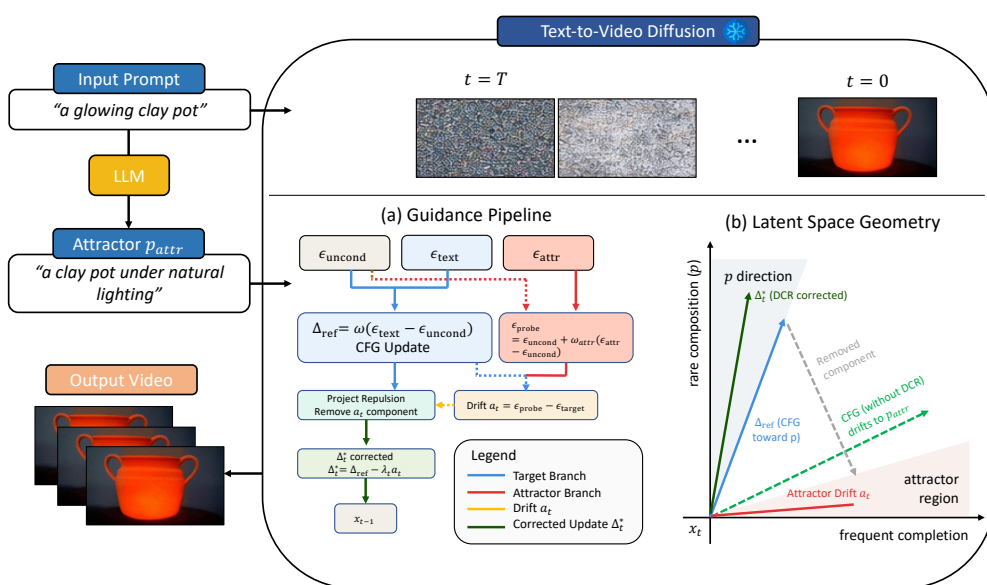 Text-to-Video Diffusion
Input Prompt
“a glowing clay pot”
LLM
Attractor p_attr
“a clay pot under natural
lighting”
Output Video
t = T
t = 0
...
(a) Guidance Pipeline
ϵ_uncond
ϵ_text
ϵ_attr
Δ_ref= ω(ϵ_text − ϵ_uncond)
CFG Update
ϵ_probe
= ϵ_uncond + ω_attr(ϵ_attr
− ϵ_uncond)
Project Repulsion
Remove a_t component
Drift a_t = ϵ_probe − ϵ_target
Δ_t^* corrected
Δ_t^*= Δ_ref − λ_t a_t
x_{t−1}
Legend
Target Branch
Attractor Branch
Drift a_t
Corrected Update Δ_t^*
(b) Latent Space Geometry
rare composition (p)
p direction
Δ_t^* (DCR corrected)
Removed
component
Δ_ref (CFG
toward p)
CFG (without DCR)
drifts to p_attr
Attractor Drift a_t
attractor
region
x_t
frequent completion